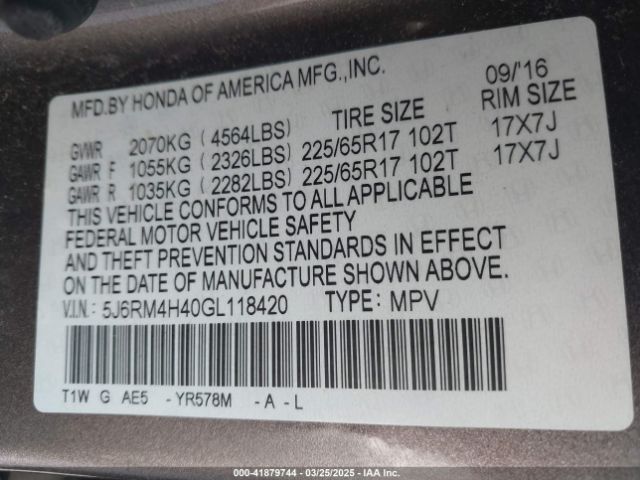 MFD.BY HONDA OF AMERICA MFG.,INC. 09/'16
TIRE SIZE RIM SIZE
GVWR 2070KG (4564LBS)
GAWR F 1055KG (2326LBS) 225/65R17 102T 17X7J
GAWR R 1035KG (2282LBS) 225/65R17 102T 17X7J
THIS VEHICLE CONFORMS TO ALL APPLICABLE
FEDERAL MOTOR VEHICLE SAFETY
AND THEFT PREVENTION STANDARDS IN EFFECT
ON THE DATE OF MANUFACTURE SHOWN ABOVE.
V.I.N.: 5J6RM4H40GL118420 TYPE: MPV
T1W G AE5 - YR578M - A - L
000-41879744 | 03/25/2025 | IAA Inc.